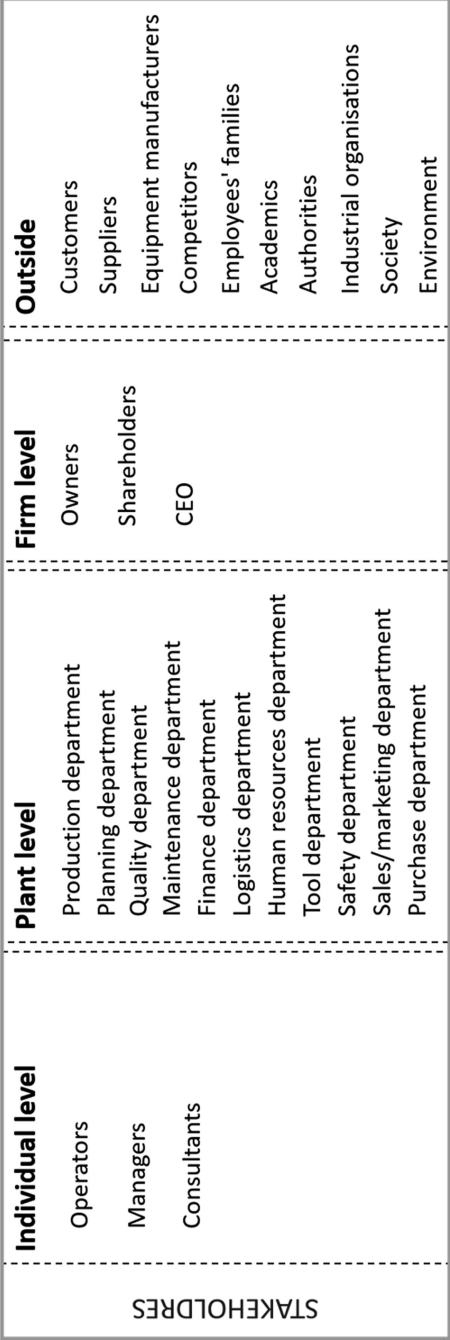 STAKEHOLDRES
Individual level
Operators
Managers
Consultants
Plant level
Production department
Planning department
Quality department
Maintenance department
Finance department
Logistics department
Human resources department
Tool department
Safety department
Sales/marketing department
Purchase department
Firm level
Owners
Shareholders
CEO
Outside
Customers
Suppliers
Equipment manufacturers
Competitors
Employees' families
Academics
Authorities
Industrial organisations
Society
Environment